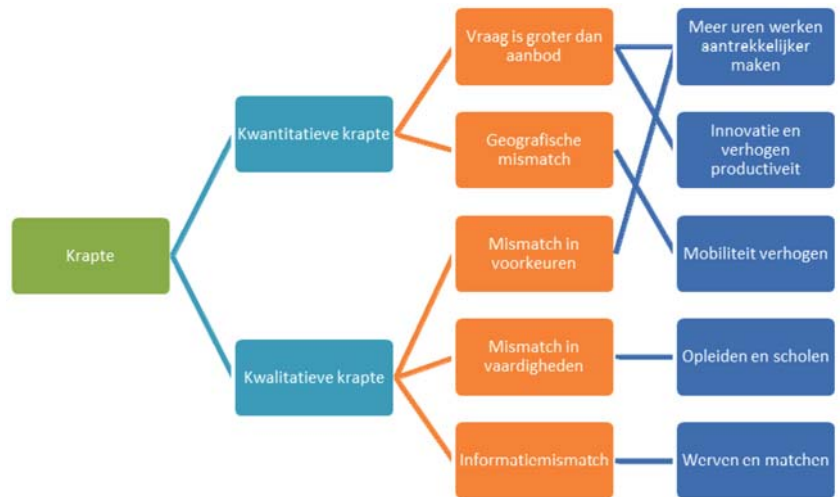 Krapte
Kwantitatieve krapte
Kwalitatieve krapte
Vraag is groter dan
aanbod
Geografische
mismatch
Mismatch in
voorkeuren
Mismatch in
vaardigheden
Informatiemismatch
Meer uren werken
aantrekkelijker
maken
Innovatie en
verhogen
productiveit
Mobiliteit verhogen
Opleiden en scholen
Werven en matchen